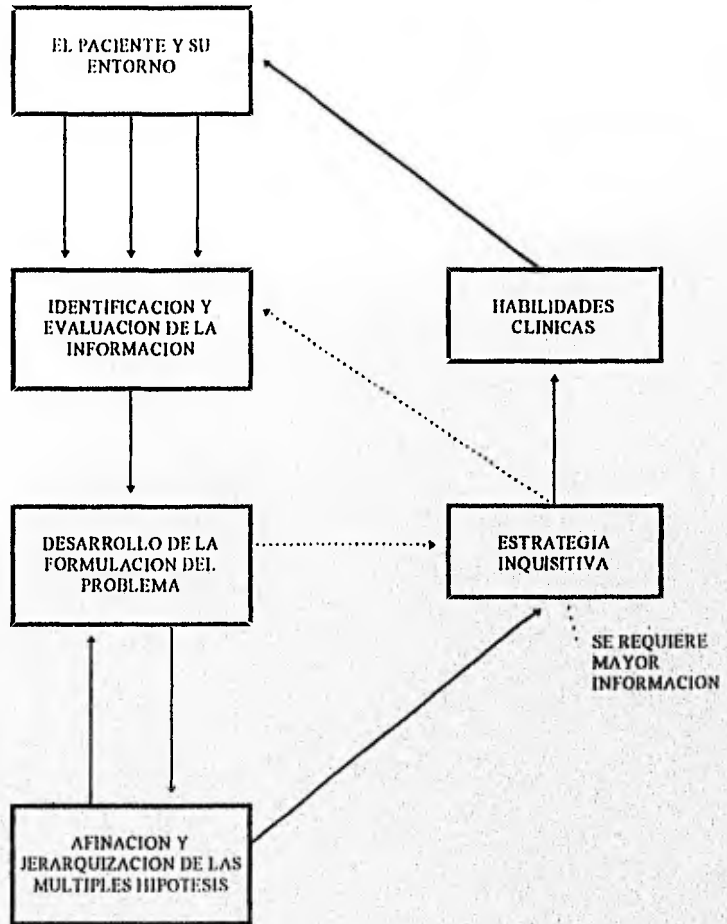 EL PACIENTE Y SU
ENTORNO
IDENTIFICACION Y
EVALUACION DE LA
INFORMACION
HABILIDADES
CLINICAS
DESARROLLO DE LA
FORMULACION DEL
PROBLEMA
ESTRATEGIA
INQUISITIVA
SE REQUIERE
MAYOR
INFORMACION
AFINACION Y
JERARQUIZACION DE LAS
MULTIPLES HIPOTESIS